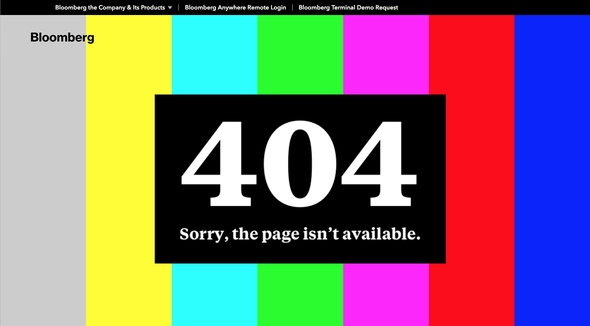 Bloomberg the Company & Its Products | Bloomberg Anywhere Remote Login | Bloomberg Terminal Demo Request
Bloomberg
404
Sorry, the page isn’t available.